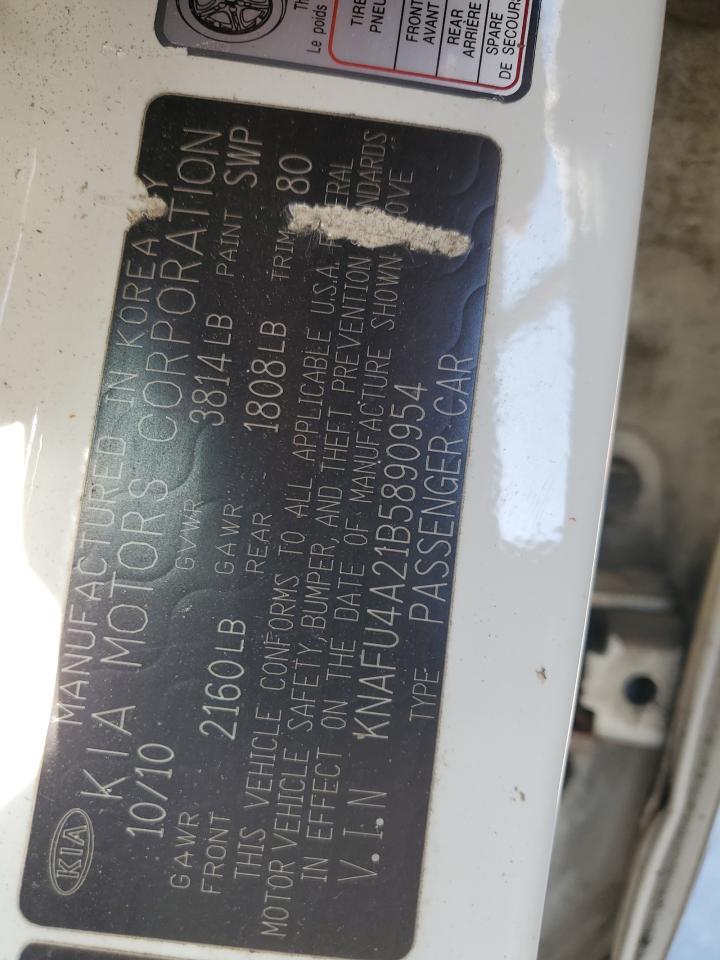 Th
Le poids
TIRE
PNEU
FRONT
AVANT
REAR
ARRIÈRE
SPARE
DE SECOURS
KIA
MANUFACTURED IN KOREA
KIA MOTORS CORPORATION
10/10 GVWR 3814LB PAINT SWP
GAWR FRONT 2160LB GAWR REAR 1808LB TRIM 80
THIS VEHICLE CONFORMS TO ALL APPLICABLE U.S.A.
MOTOR VEHICLE SAFETY, BUMPER, AND THEFT PREVENTION
IN EFFECT ON THE DATE OF MANUFACTURE SHOWN
V.I.N KNAFU4A21B5890954
TYPE PASSENGER CAR